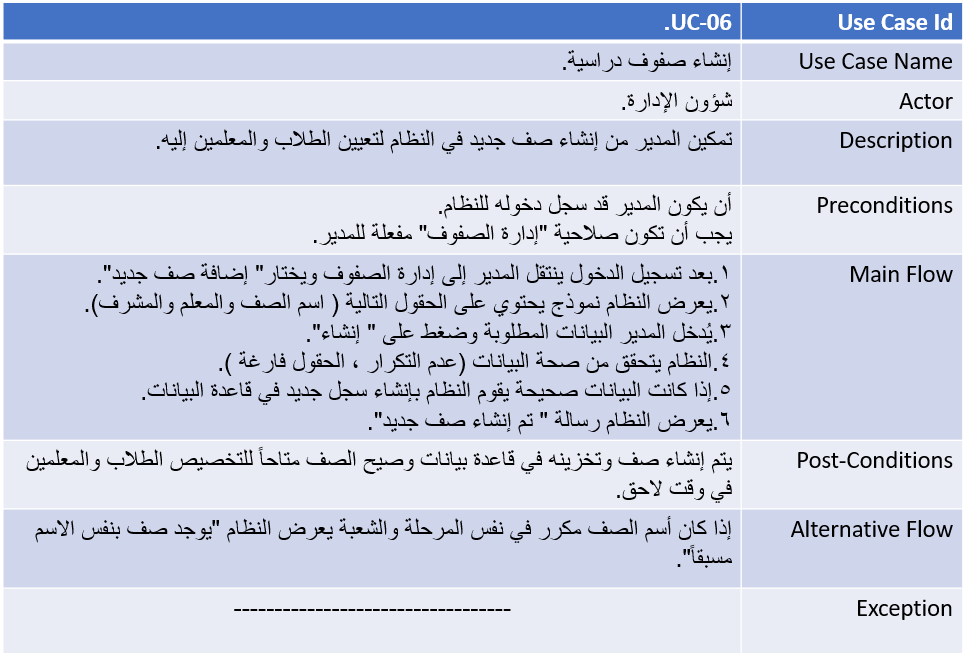 Use Case Id UC-06.
Use Case Name إنشاء صفوف دراسية.
Actor شؤون الإدارة.
Description تمكين المدير من إنشاء صف جديد في النظام لتعيين الطلاب والمعلمين إليه.
Preconditions أن يكون المدير قد سجل دخوله للنظام.
يجب أن تكون صلاحية "إدارة الصفوف" مفعلة للمدير.
Main Flow ١.بعد تسجيل الدخول ينتقل المدير إلى إدارة الصفوف ويختار" إضافة صف جديد".
٢.يعرض النظام نموذج يحتوي على الحقول التالية ( اسم الصف والمعلم والمشرف).
٣.يُدخل المدير البيانات المطلوبة وضغط على " إنشاء".
٤.النظام يتحقق من صحة البيانات (عدم التكرار ، الحقول فارغة ).
٥.إذا كانت البيانات صحيحة يقوم النظام بإنشاء سجل جديد في قاعدة البيانات.
٦.يعرض النظام رسالة " تم إنشاء صف جديد".
Post-Conditions يتم إنشاء صف وتخزينه في قاعدة بيانات وصيح الصف متاحاً للتخصيص الطلاب والمعلمين
في وقت لاحق.
Alternative Flow إذا كان أسم الصف مكرر في نفس المرحلة والشعبة يعرض النظام "يوجد صف بنفس الاسم
مسبقاً".
Exception ----------------------------------